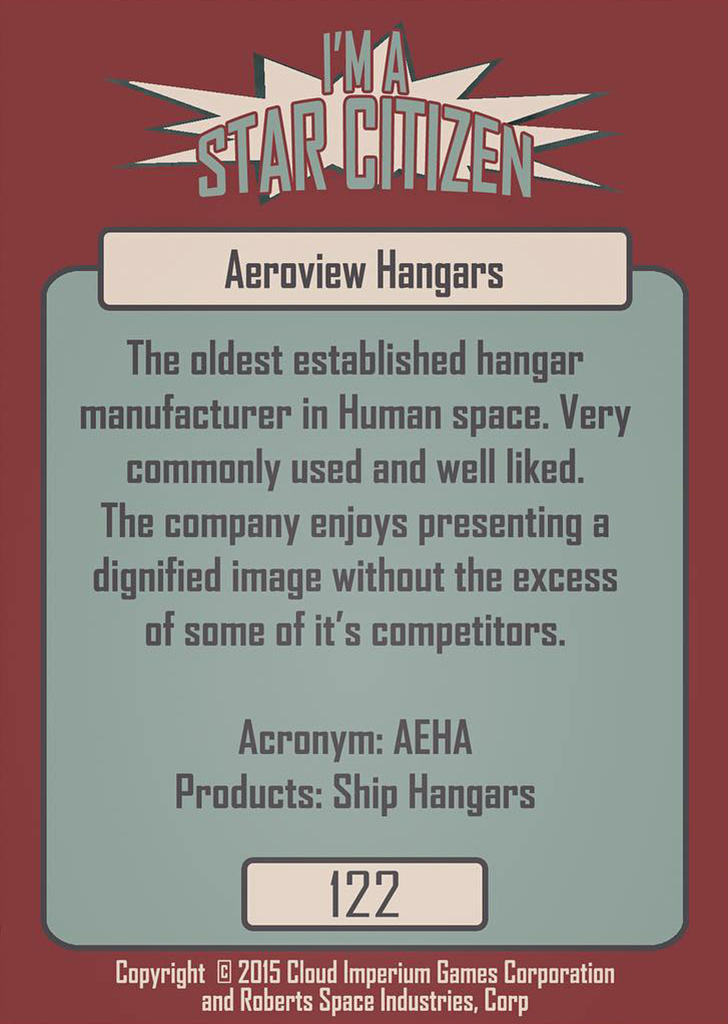 I'M A
STAR CITIZEN
Aeroview Hangars
The oldest established hangar
manufacturer in Human space. Very
commonly used and well liked.
The company enjoys presenting a
dignified image without the excess
of some of it's competitors.
Acronym: AEHA
Products: Ship Hangars
122
Copyright © 2015 Cloud Imperium Games Corporation
and Roberts Space Industries, Corp